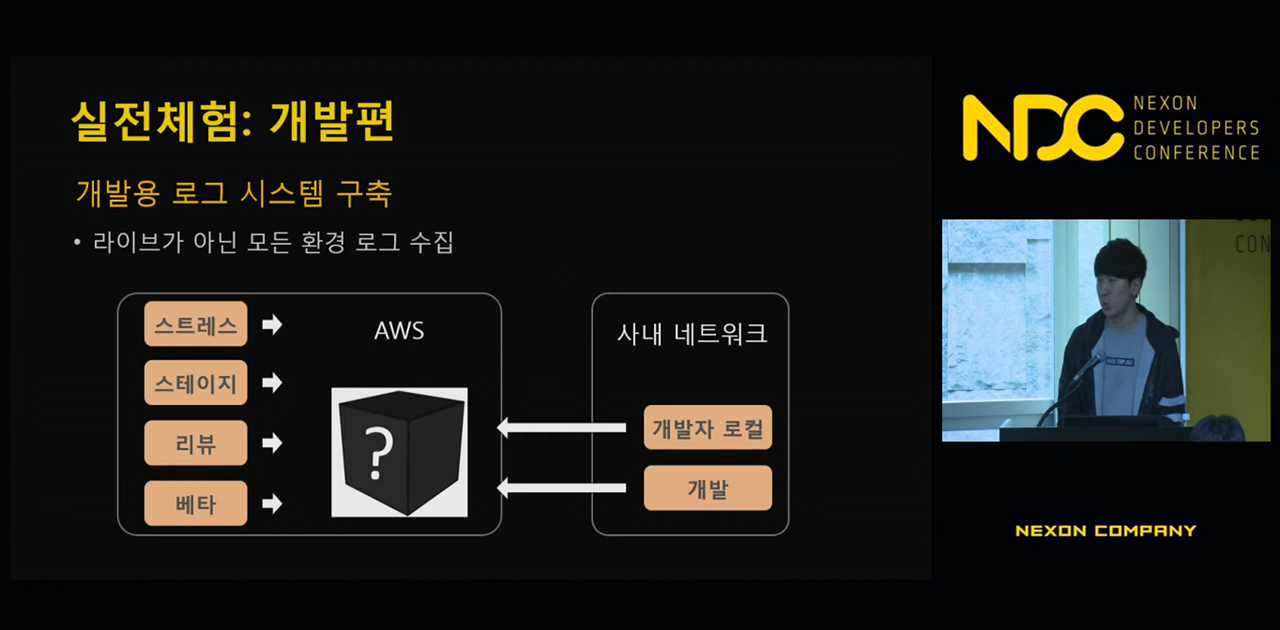 실전체험: 개발편
개발용 로그 시스템 구축
• 라이브가 아닌 모든 환경 로그 수집
스트레스
스테이지
리뷰
베타
AWS
?
사내 네트워크
개발자 로컬
개발
NDC
NEXON
DEVELOPERS
CONFERENCE
CON
NEXON COMPANY